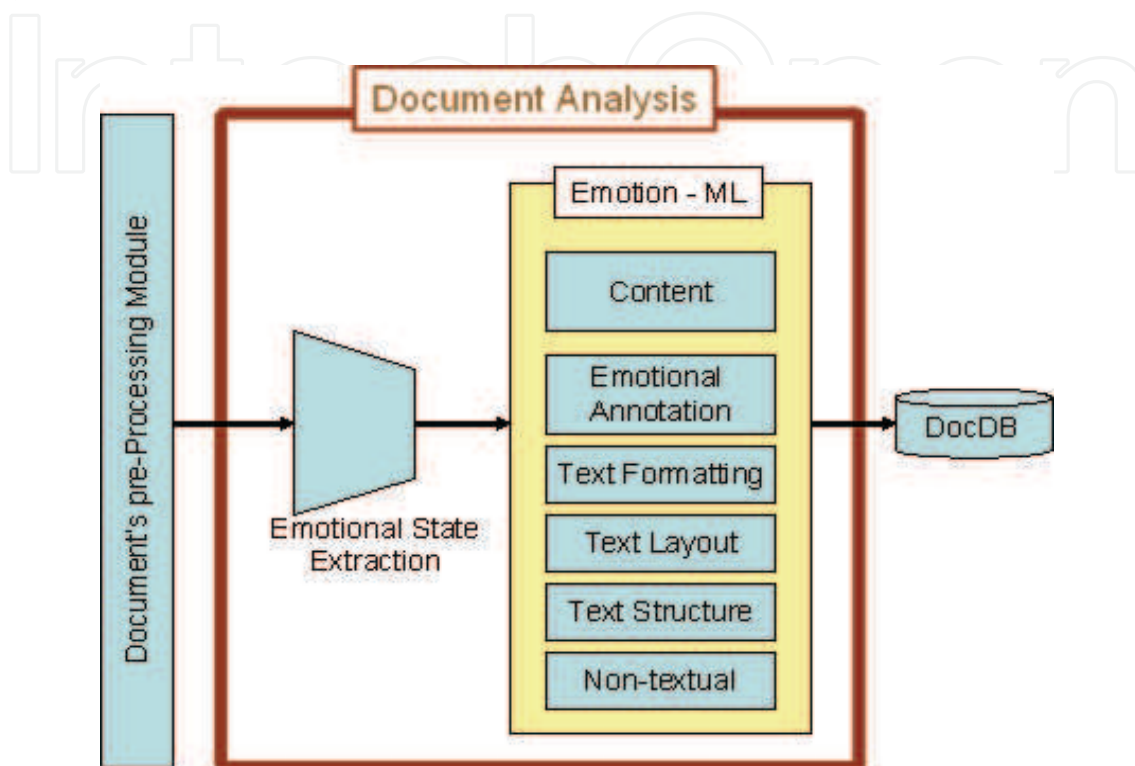 IntechOpen
Document Analysis
Document's pre-Processing Module
Emotion - ML
Content
Emotional
Annotation
Text Formatting
Text Layout
Text Structure
Non-textual
Emotional State
Extraction
DocDB